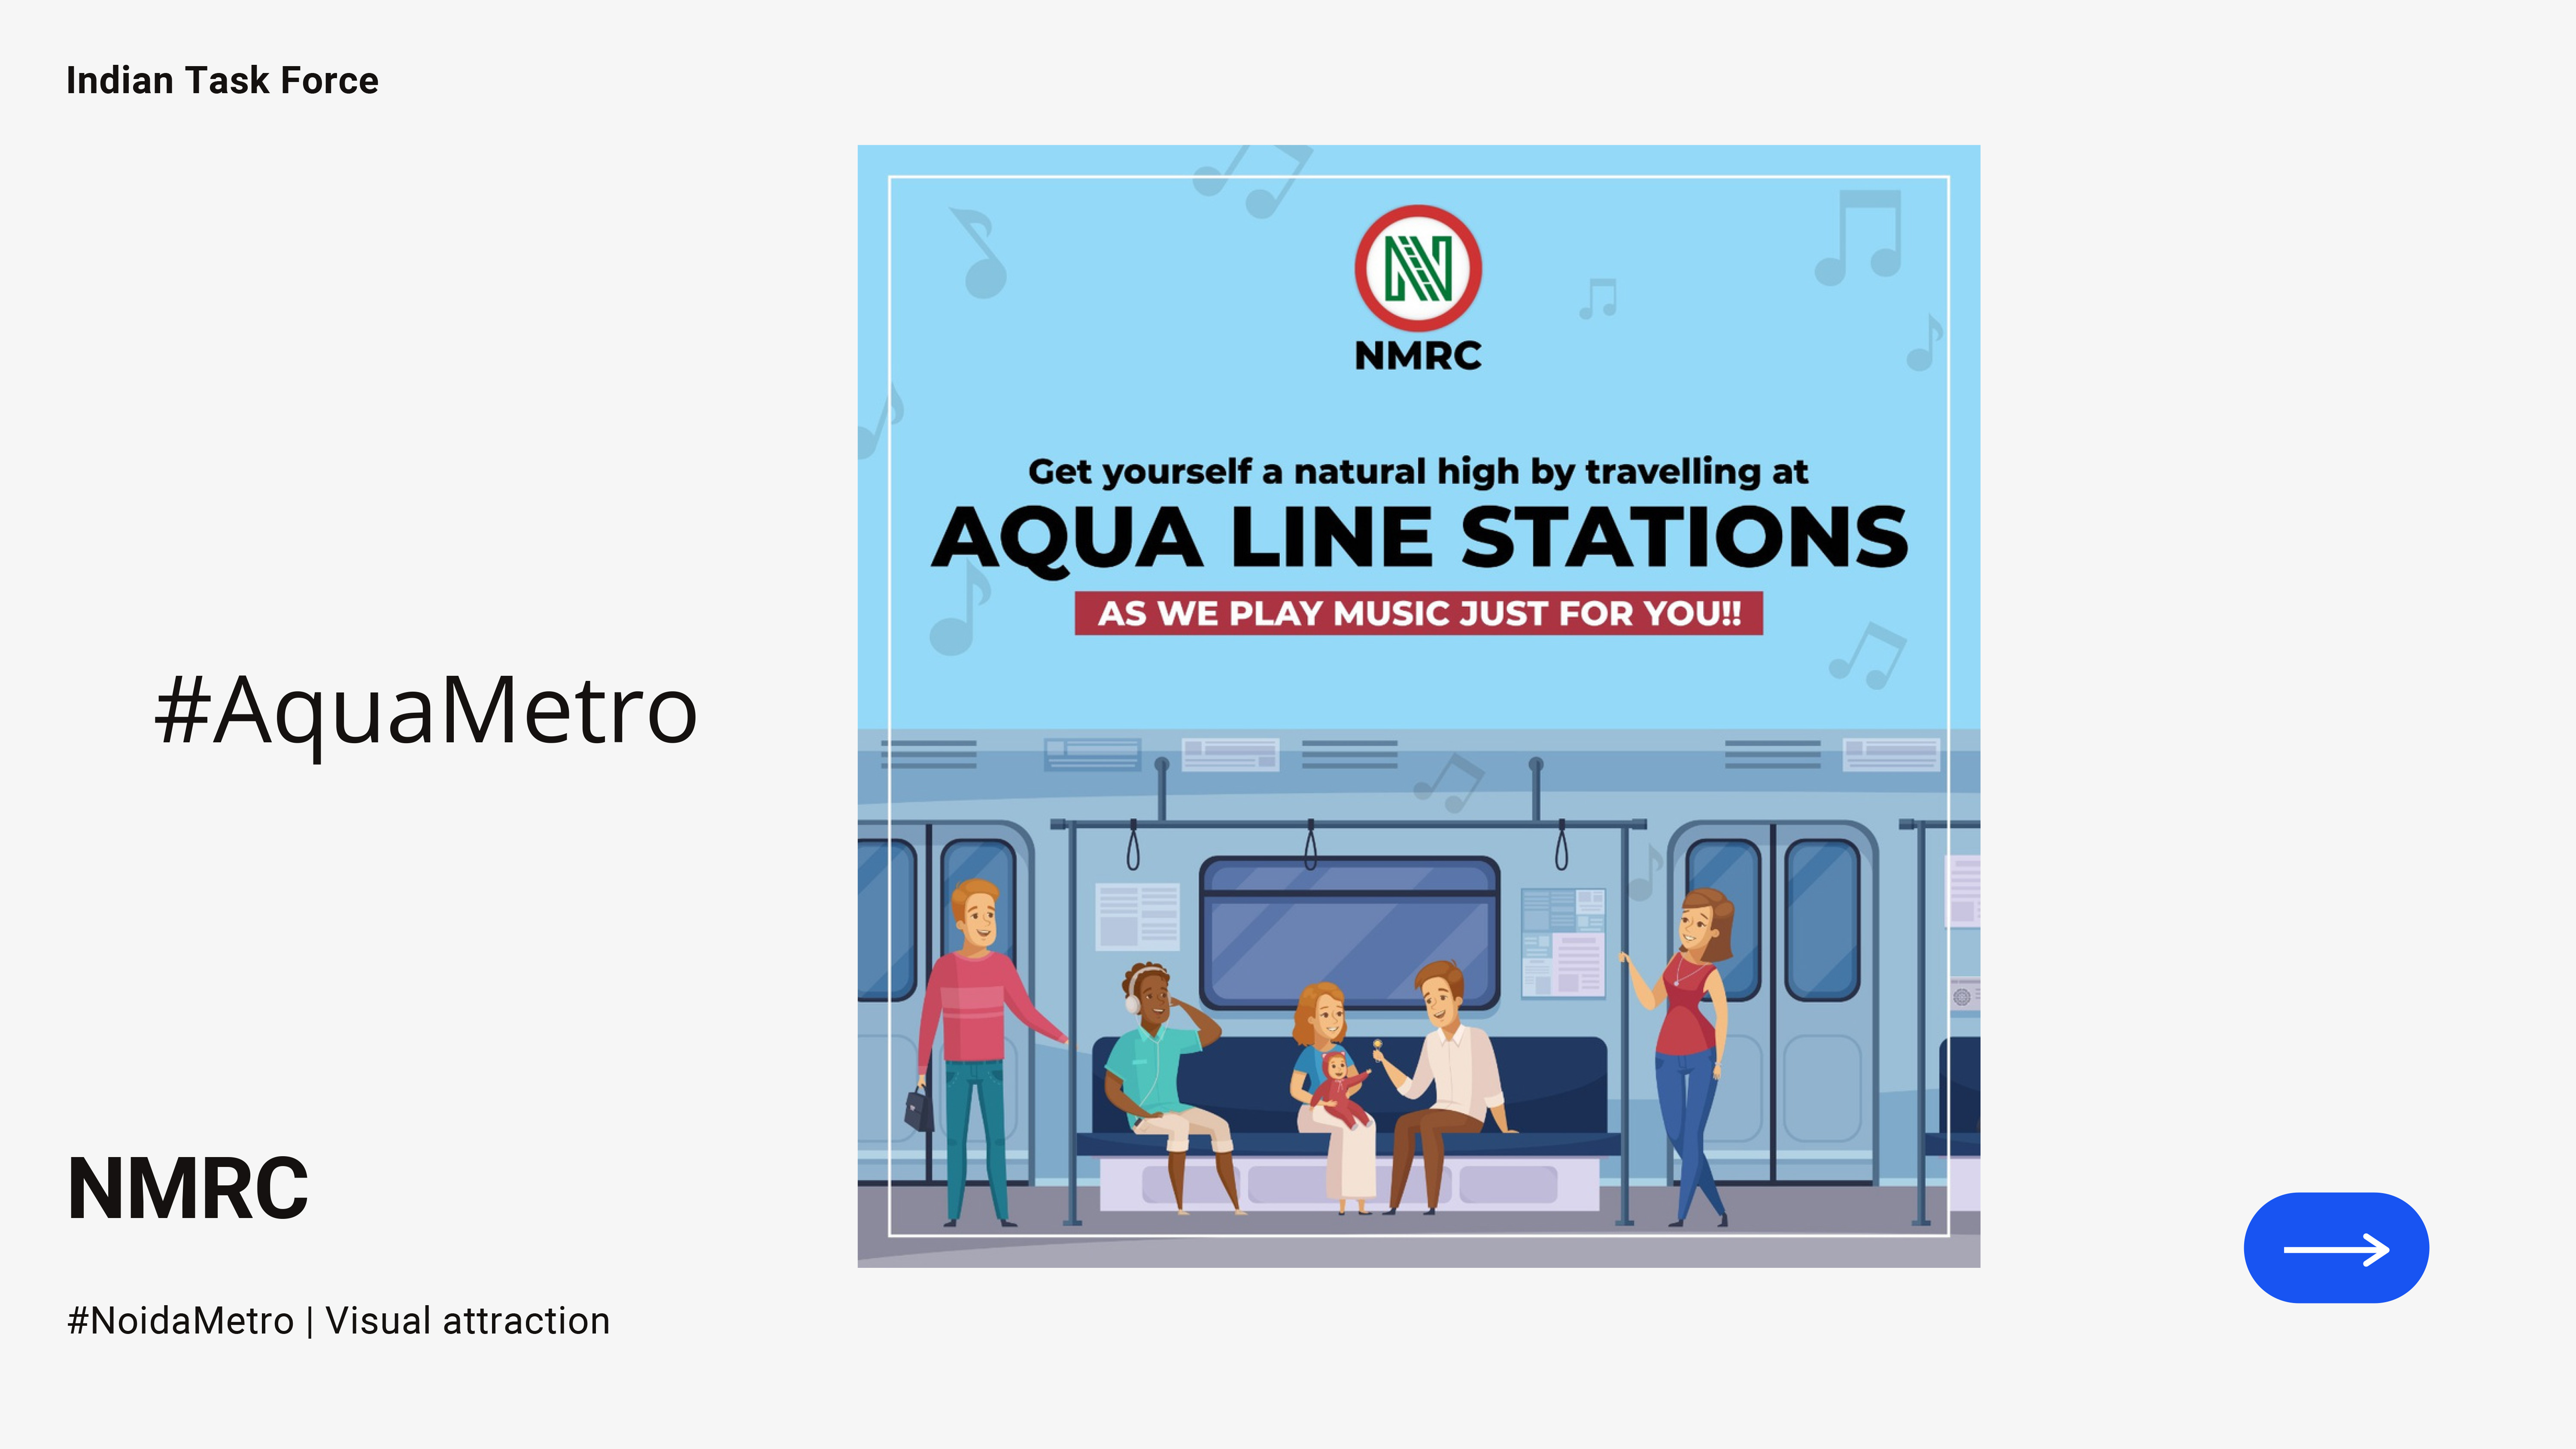 Indian Task Force
NMRC
Get yourself a natural high by travelling at
AQUA LINE STATIONS
AS WE PLAY MUSIC JUST FOR YOU!!
#AquaMetro
NMRC
#NoidaMetro | Visual attraction